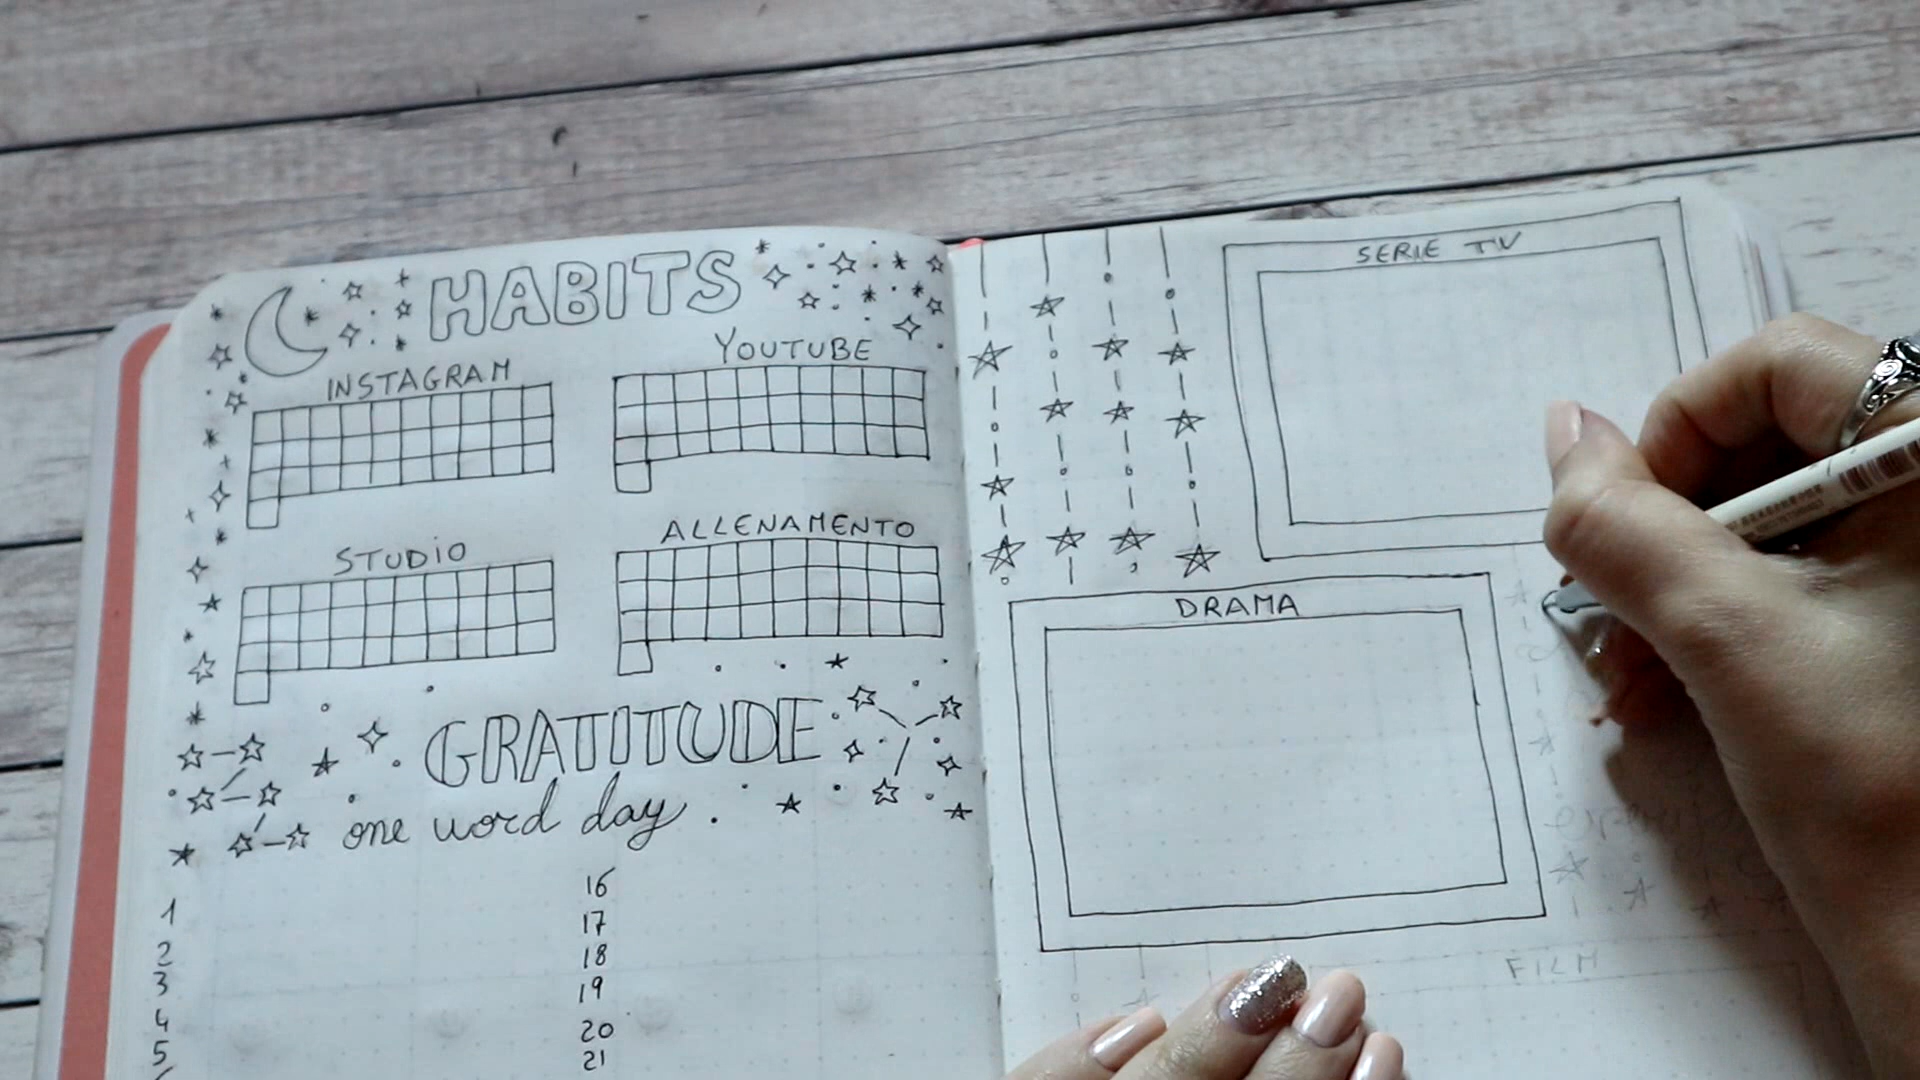 HABITS
INSTAGRAM
YOUTUBE
STUDIO
ALLENAMENTO
GRATITUDE
one word day
1
2
3
4
5
16
17
18
19
20
21
SERIE TV
DRAMA
FILM